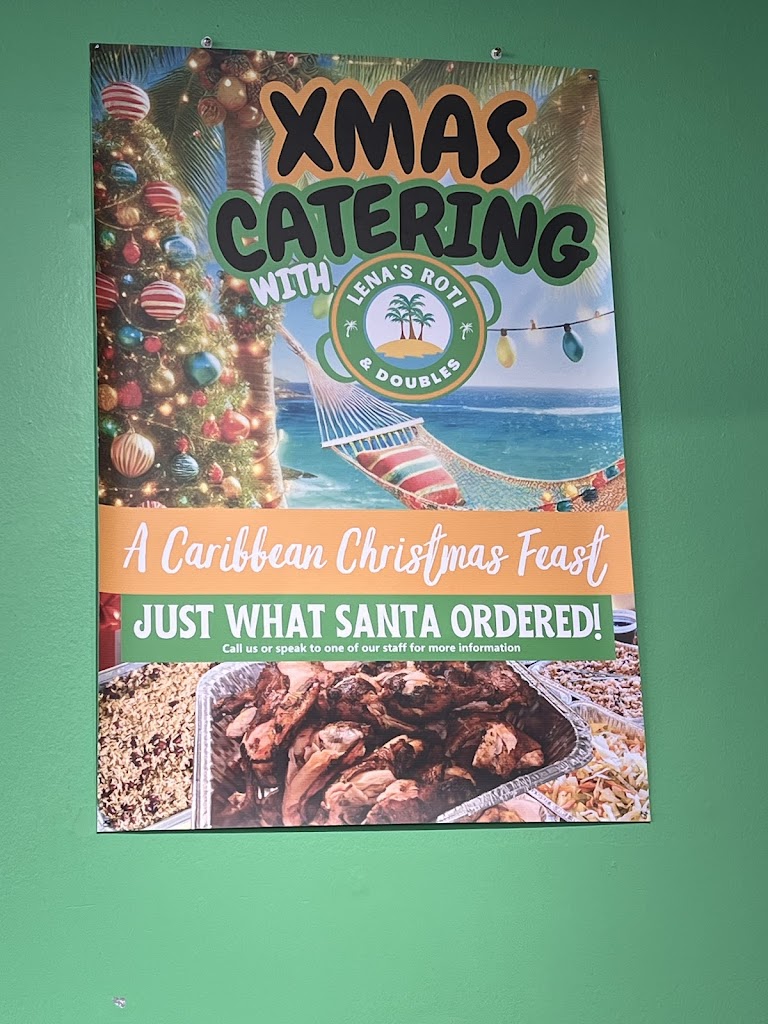 XMAS
CATERING
WITH
LENA'S ROTI
& DOUBLES
A Caribbean Christmas Feast
JUST WHAT SANTA ORDERED!
Call us or speak to one of our staff for more information